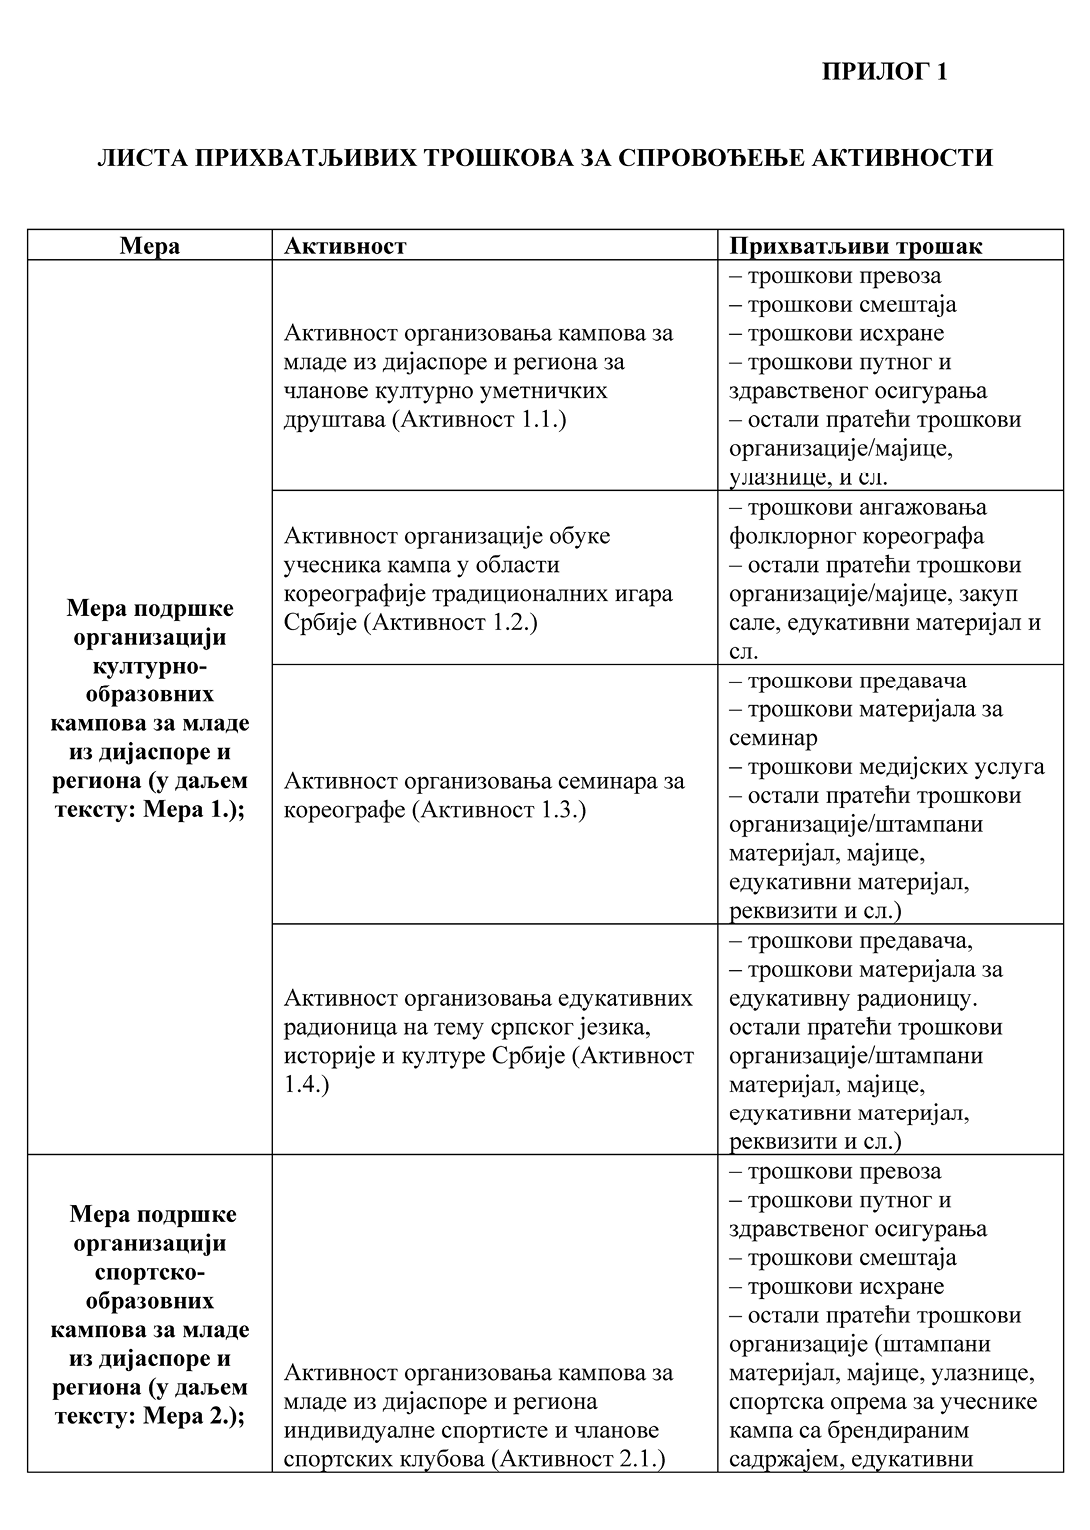 ПРИЛОГ 1
ЛИСТА ПРИХВАТЉИВИХ ТРОШКОВА ЗА СПРОВОЂЕЊЕ АКТИВНОСТИ
Мера
Активност
Прихватљиви трошак
Мера подршке
организацији
културно-
образовних
кампова за младе
из дијаспоре и
региона (у даљем
тексту: Мера 1.);
Активност организовања кампова за
младе из дијаспоре и региона за
чланове културно уметничких
друштава (Активност 1.1.)
– трошкови превоза
– трошкови смештаја
– трошкови исхране
– трошкови путног и
здравственог осигурања
– остали пратећи трошкови
организације/мајице,
улазнице, и сл.
Активност организације обуке
учесника кампа у области
кореографије традиционалних игара
Србије (Активност 1.2.)
– трошкови ангажовања
фолклорног кореографа
– остали пратећи трошкови
организације/мајице, закуп
сале, едукативни материјал и
сл.
Активност организовања семинара за
кореографе (Активност 1.3.)
– трошкови предавача
– трошкови материјала за
семинар
– трошкови медијских услуга
– остали пратећи трошкови
организације/штампани
материјал, мајице,
едукативни материјал,
реквизити и сл.)
Активност организовања едукативних
радионица на тему српског језика,
историје и културе Србије (Активност
1.4.)
– трошкови предавача,
– трошкови материјала за
едукативну радионицу.
остали пратећи трошкови
организације/штампани
материјал, мајице,
едукативни материјал,
реквизити и сл.)
Мера подршке
организацији
спортско-
образовних
кампова за младе
из дијаспоре и
региона (у даљем
тексту: Мера 2.);
Активност организовања кампова за
младе из дијаспоре и региона
индивидуалне спортисте и чланове
спортских клубова (Активност 2.1.)
– трошкови превоза
– трошкови путног и
здравственог осигурања
– трошкови смештаја
– трошкови исхране
– остали пратећи трошкови
организације (штампани
материјал, мајице, улазнице,
спортска опрема за учеснике
кампа са брендираним
садржајем, едукативни